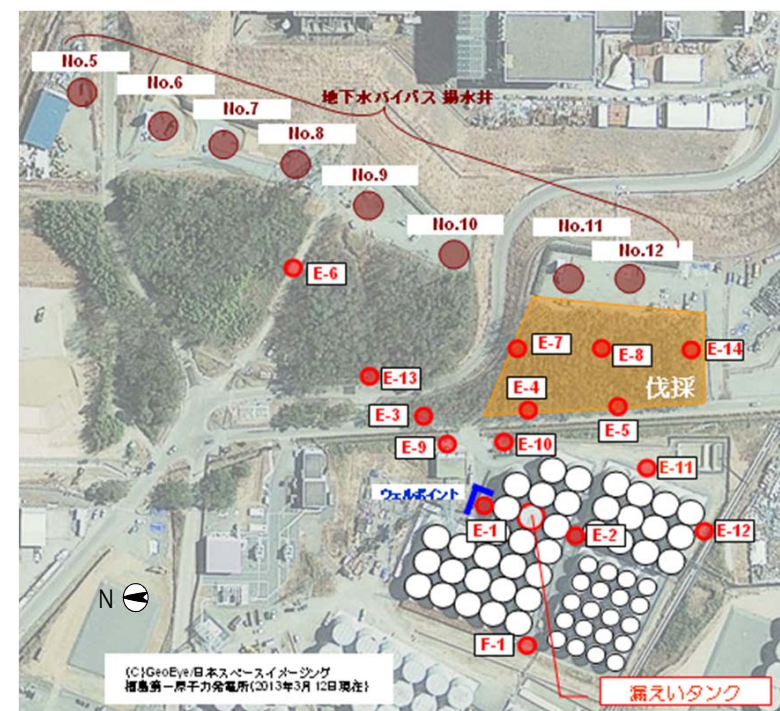 No.5
No.6
No.7
No.8
No.9
No.10
No.11
No.12
地下水バイパス 揚水井
E-6
E-7
E-8
E-14
E-13
E-4
伐採
E-3
E-5
E-9
E-10
E-11
ウェルポイント
E-1
E-2
E-12
N
F-1
(C)GeoEye/日本スペースイメージング
福島第一原子力発電所(2013年3月12日現在)
漏えいタンク